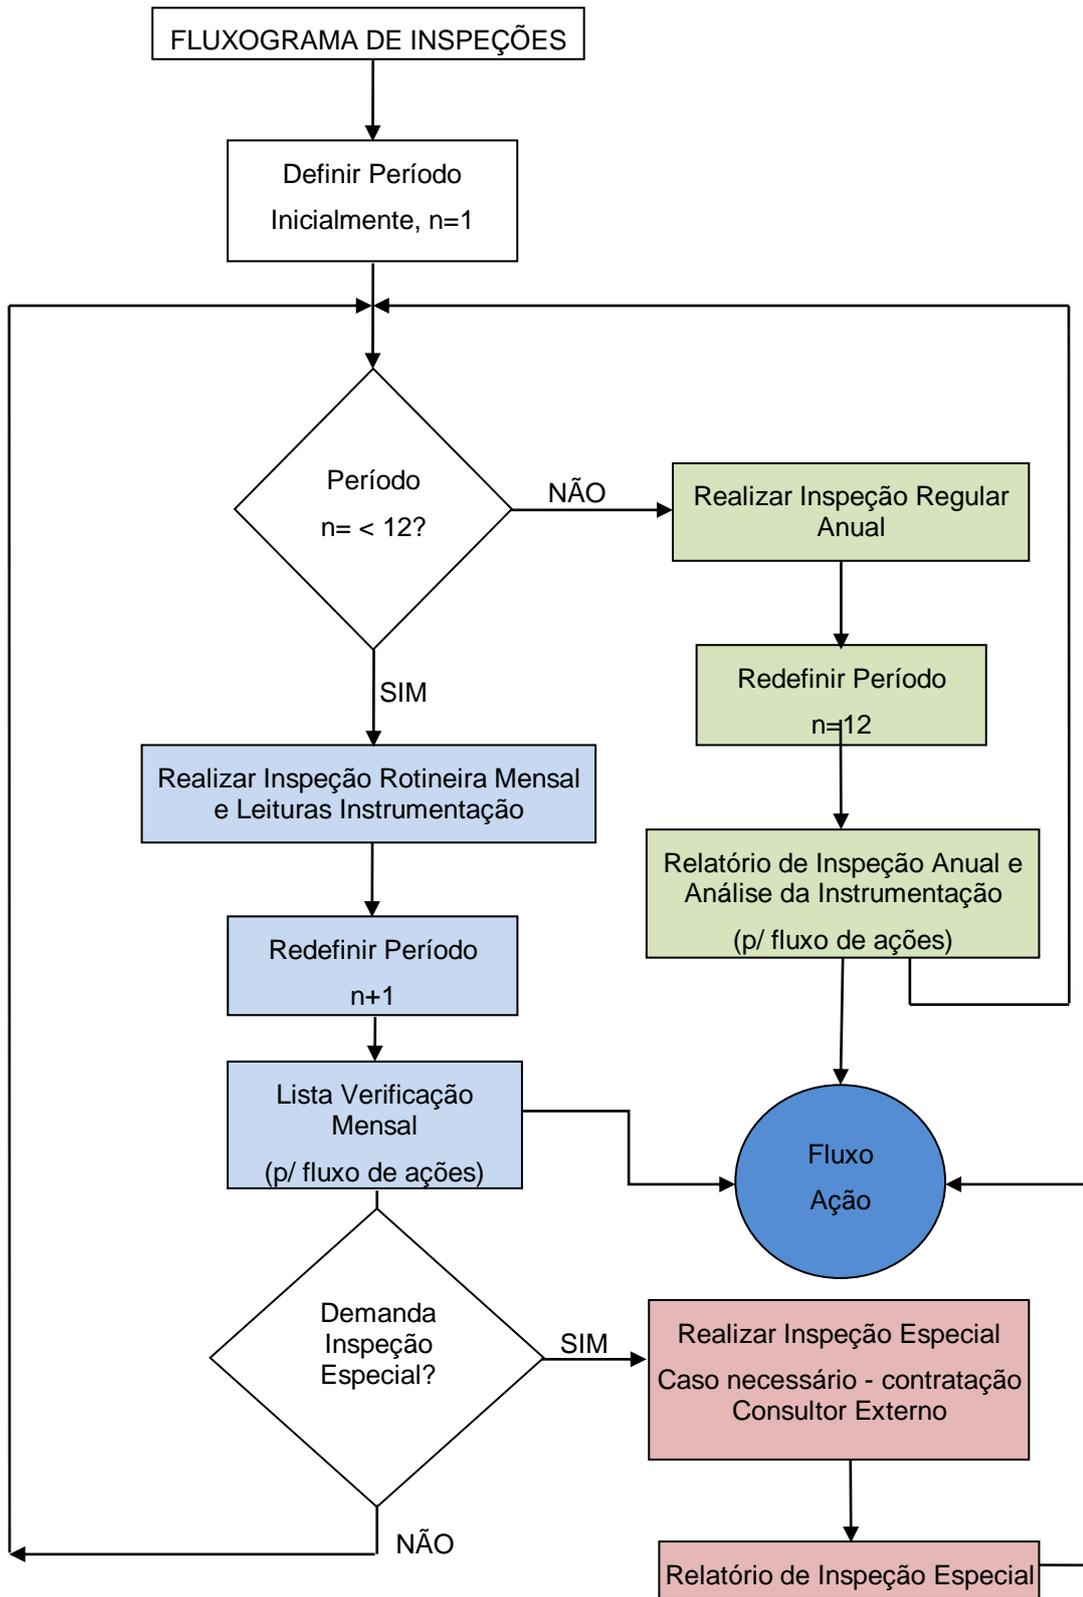 FLUXOGRAMA DE INSPEÇÕES
Definir Período
Inicialmente, n=1
Período
n= < 12?
NÃO
Realizar Inspeção Regular
Anual
Redefinir Período
n=12
SIM
Realizar Inspeção Rotineira Mensal
e Leituras Instrumentação
Relatório de Inspeção Anual e
Análise da Instrumentação
(p/ fluxo de ações)
Redefinir Período
n+1
Lista Verificação
Mensal
(p/ fluxo de ações)
Fluxo
Ação
Demanda
Inspeção
Especial?
SIM
Realizar Inspeção Especial
Caso necessário - contratação
Consultor Externo
NÃO
Relatório de Inspeção Especial